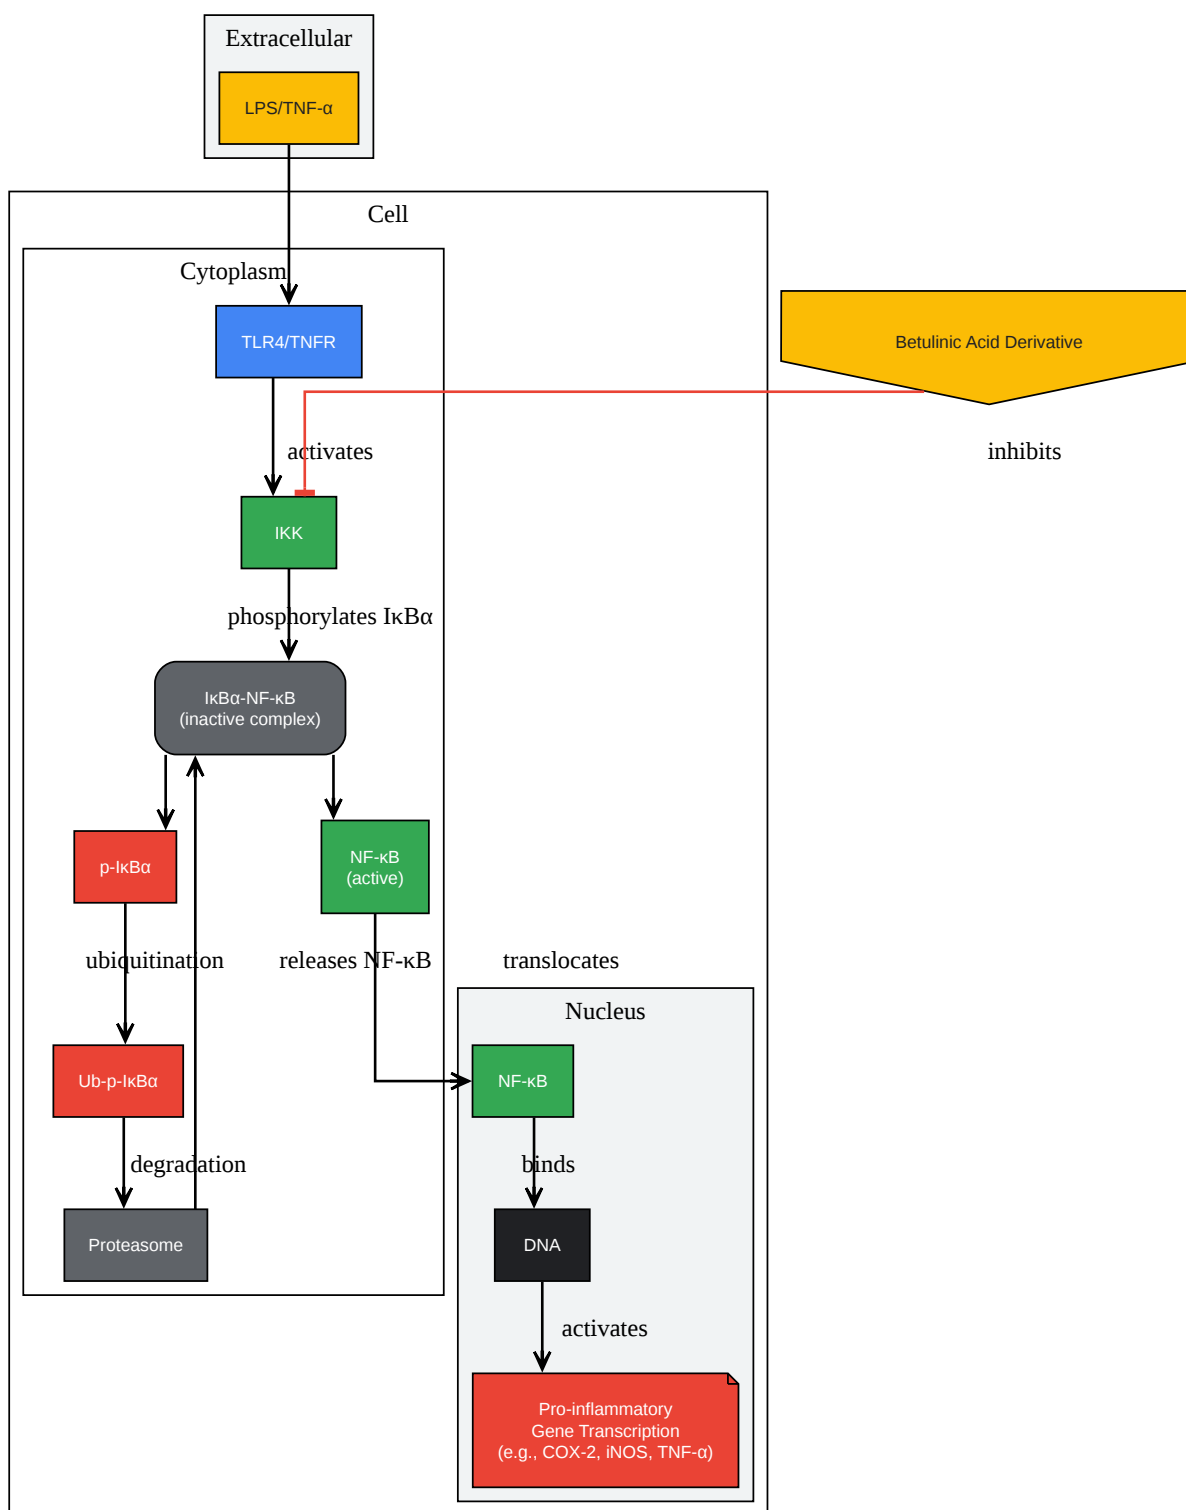 Extracellular
LPS/TNF-α
Cell
Cytoplasm
TLR4/TNFR
Betulinic Acid Derivative
activates
inhibits
IKK
phosphorylates IκBα
IκBα-NF-κB
(inactive complex)
p-IκBα
NF-κB
(active)
ubiquitination
releases NF-κB
translocates
Nucleus
Ub-p-IκBα
NF-κB
degradation
binds
Proteasome
DNA
activates
Pro-inflammatory
Gene Transcription
(e.g., COX-2, iNOS, TNF-α)